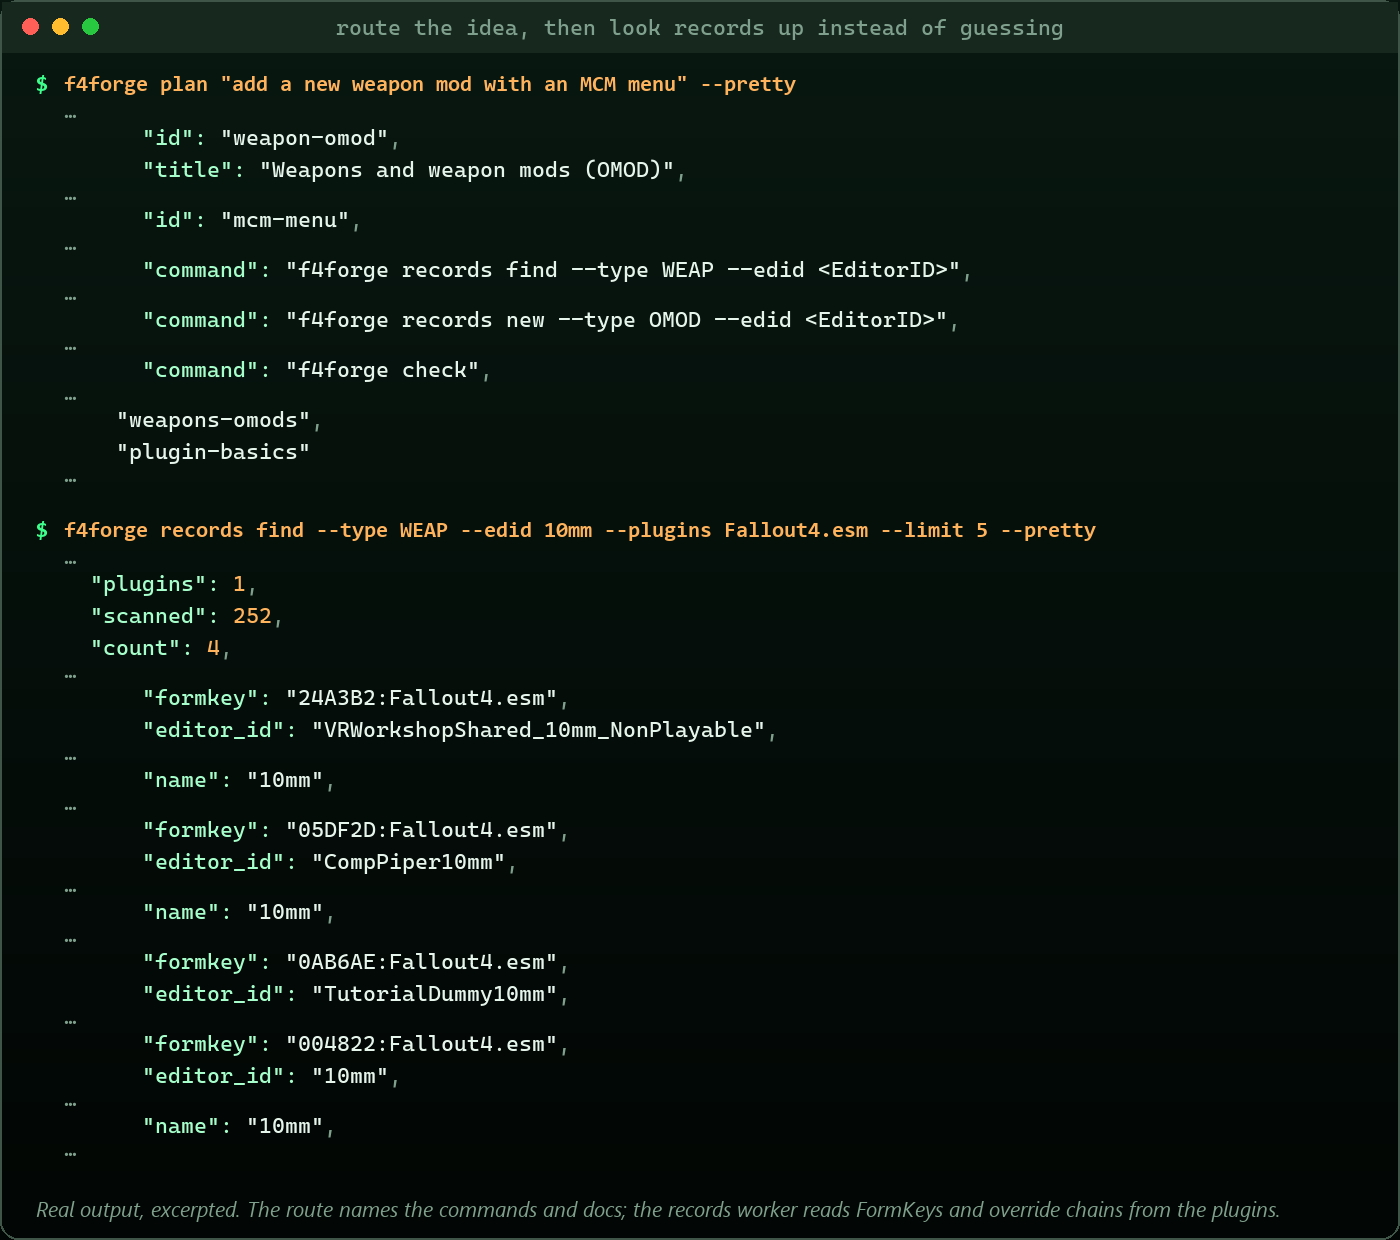 route the idea, then look records up instead of guessing
$ f4forge plan "add a new weapon mod with an MCM menu" --pretty
…
"id": "weapon-omod",
"title": "Weapons and weapon mods (OMOD)",
…
"id": "mcm-menu",
…
"command": "f4forge records find --type WEAP --edid <EditorID>",
…
"command": "f4forge records new --type OMOD --edid <EditorID>",
…
"command": "f4forge check",
…
"weapons-omods",
"plugin-basics"
…
$ f4forge records find --type WEAP --edid 10mm --plugins Fallout4.esm --limit 5 --pretty
…
"plugins": 1,
"scanned": 252,
"count": 4,
…
"formkey": "24A3B2:Fallout4.esm",
"editor_id": "VRWorkshopShared_10mm_NonPlayable",
…
"name": "10mm",
…
"formkey": "05DF2D:Fallout4.esm",
"editor_id": "CompPiper10mm",
…
"name": "10mm",
…
"formkey": "0AB6AE:Fallout4.esm",
"editor_id": "TutorialDummy10mm",
…
"formkey": "004822:Fallout4.esm",
"editor_id": "10mm",
…
"name": "10mm",
…
Real output, excerpted. The route names the commands and docs; the records worker reads FormKeys and override chains from the plugins.